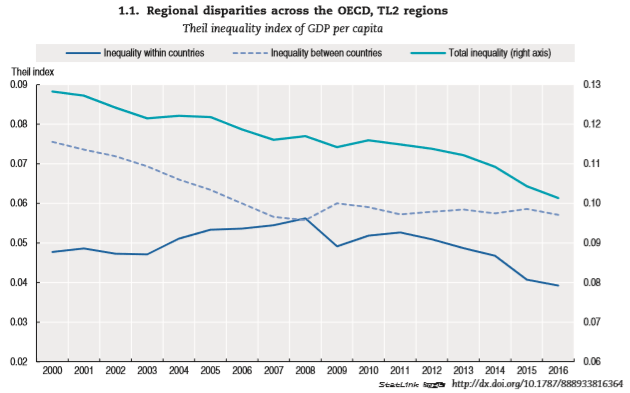 1.1. Regional disparities across the OECD, TL2 regions
Theil inequality index of GDP per capita
Inequality within countries Inequality between countries Total inequality (right axis)
Theil index
0.09 0.13
0.08 0.12
0.07 0.11
0.06 0.10
0.05 0.09
0.04 0.08
0.03 0.07
0.02 0.06
2000 2001 2002 2003 2004 2005 2006 2007 2008 2009 2010 2011 2012 2013 2014 2015 2016
StatLink http://dx.doi.org/10.1787/888933816364